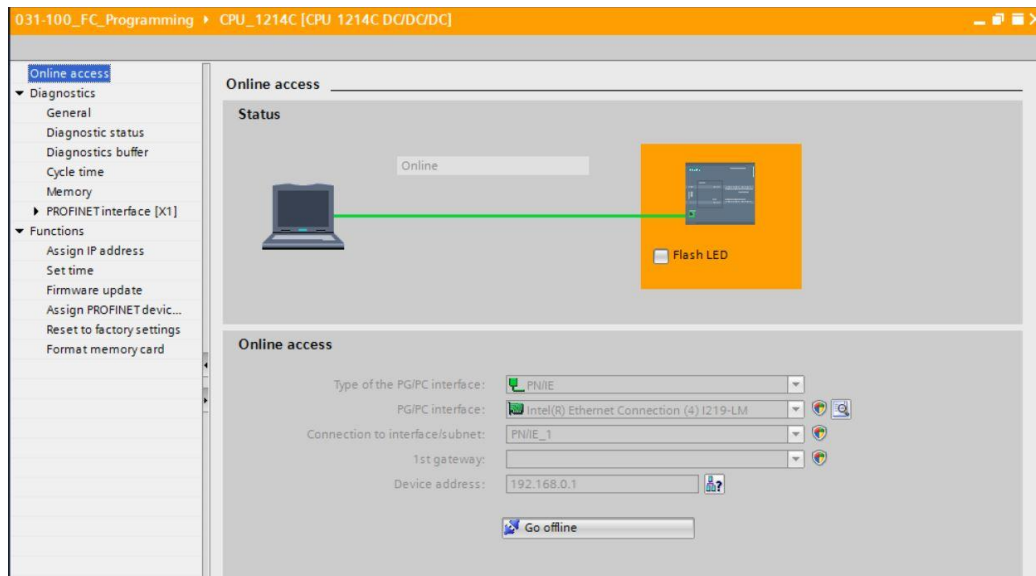 031-100_FC_Programming ▸ CPU_1214C [CPU 1214C DC/DC/DC]
Online access
Diagnostics
General
Diagnostic status
Diagnostics buffer
Cycle time
Memory
PROFINET interface [X1]
Functions
Assign IP address
Set time
Firmware update
Assign PROFINET devic...
Reset to factory settings
Format memory card
Online access
Status
Online
Flash LED
Online access
Type of the PG/PC interface: PN/IE
PG/PC interface: Intel(R) Ethernet Connection (4) I219-LM
Connection to interface/subnet: PN/IE_1
1st gateway:
Device address: 192.168.0.1
Go offline